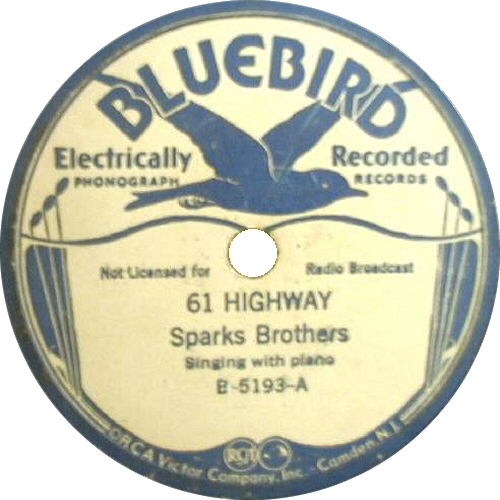 BLUEBIRD
Electrically Recorded
PHONOGRAPH RECORDS
Not Licensed for Radio Broadcast
61 HIGHWAY
Sparks Brothers
Singing with piano
B-5193-A
RCA Victor Company, Inc. - Camden N.J.